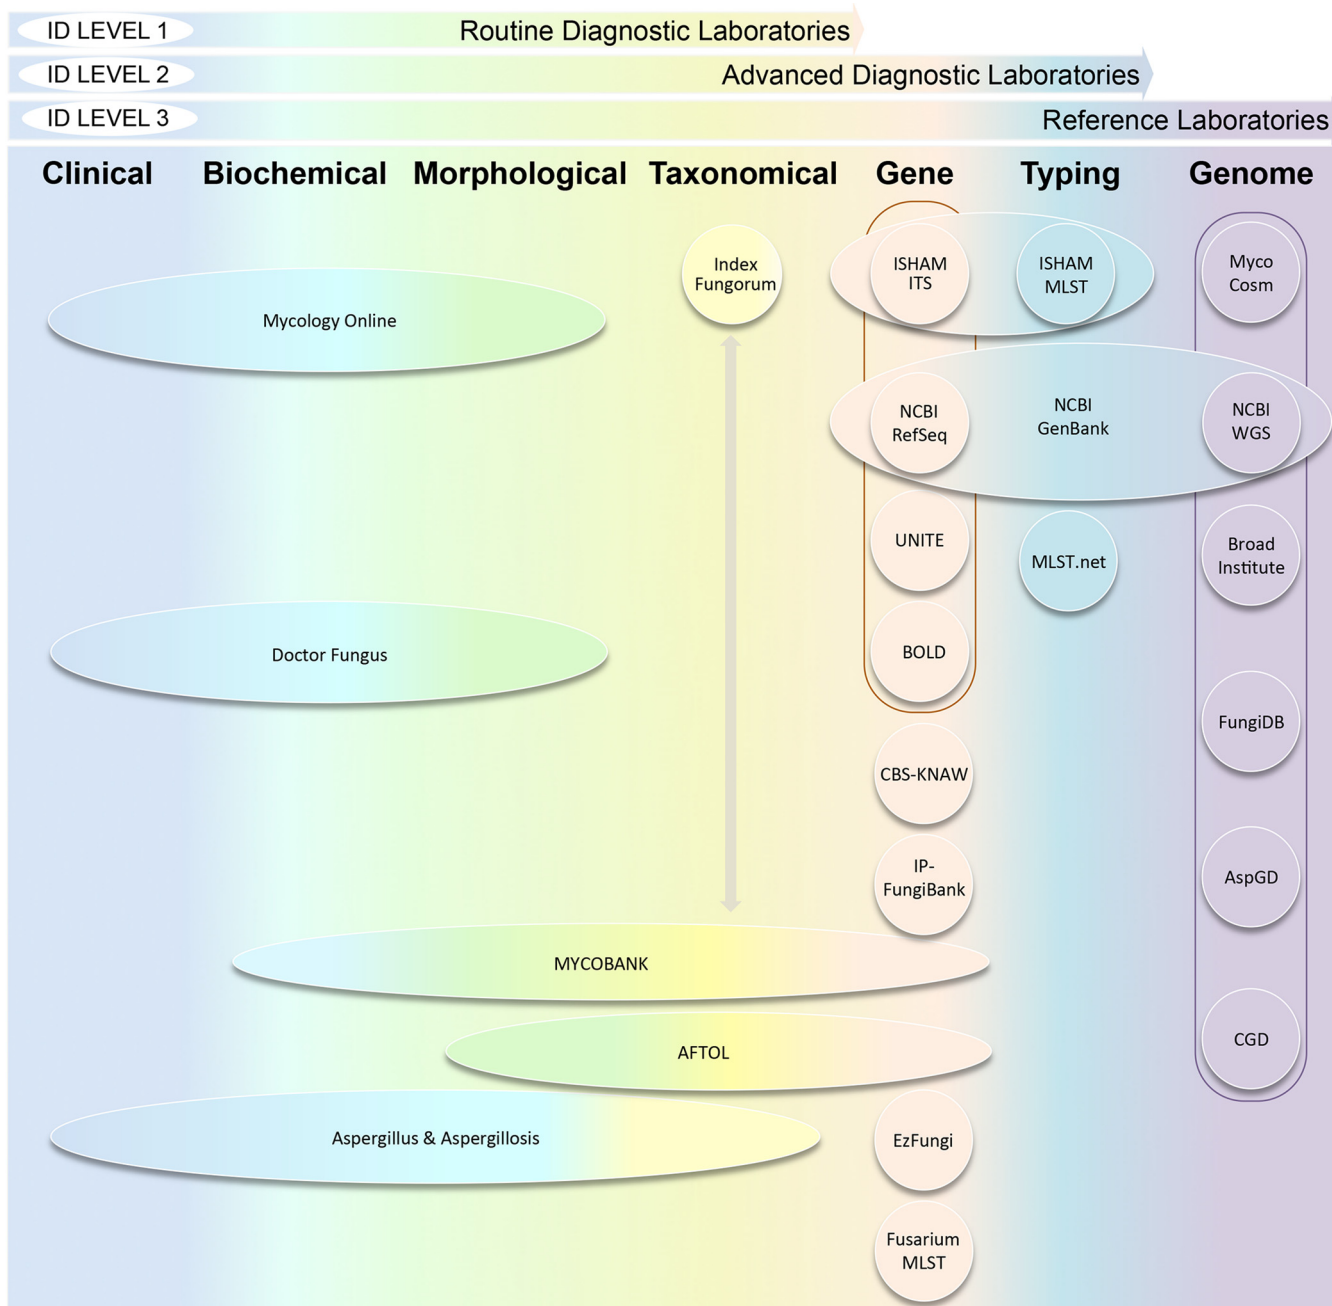 ID LEVEL 1
Routine Diagnostic Laboratories
ID LEVEL 2
Advanced Diagnostic Laboratories
ID LEVEL 3
Reference Laboratories
Clinical
Biochemical
Morphological
Taxonomical
Gene
Typing
Genome
Index
Fungorum
ISHAM
ITS
ISHAM
MLST
Myco
Cosm
Mycology Online
NCBI
RefSeq
NCBI
GenBank
NCBI
WGS
UNITE
MLST.net
Broad
Institute
Doctor Fungus
BOLD
FungiDB
CBS-KNAW
IP-
FungiBank
AspGD
MYCOBANK
AFTOL
CGD
Aspergillus & Aspergillosis
EzFungi
Fusarium
MLST